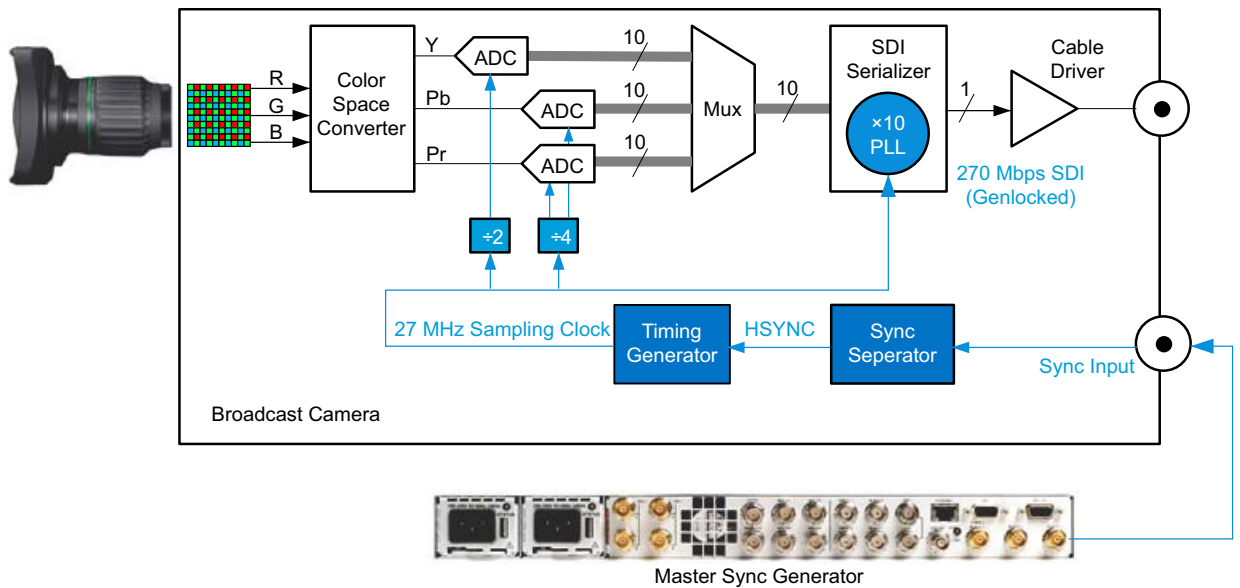 R
G
B
Color
Space
Converter
Y
Pb
Pr
ADC
ADC
ADC
10
10
10
Mux
10
SDI
Serializer
×10
PLL
1
Cable
Driver
270 Mbps SDI
(Genlocked)
÷2
÷4
27 MHz Sampling Clock
Timing
Generator
HSYNC
Sync
Seperator
Sync Input
Broadcast Camera
Master Sync Generator